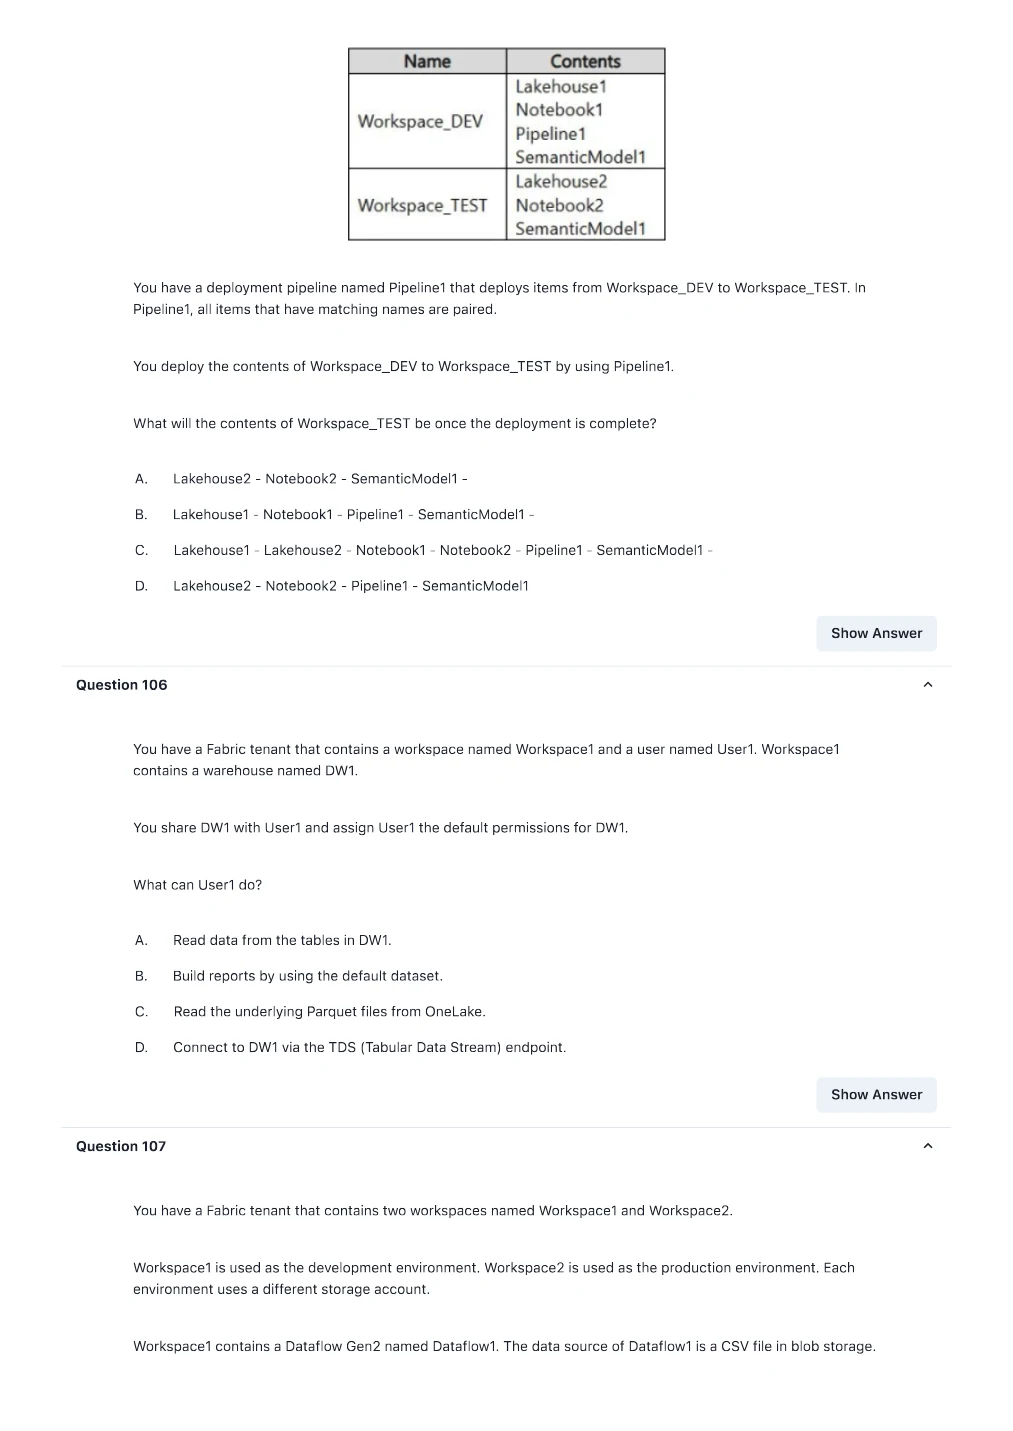 Name Contents
Workspace_DEV
Lakehouse1
Notebook1
Pipeline1
SemanticModel1
Workspace_TEST
Lakehouse2
Notebook2
SemanticModel1
You have a deployment pipeline named Pipeline1 that deploys items from Workspace_DEV to Workspace_TEST. In
Pipeline1, all items that have matching names are paired.
You deploy the contents of Workspace_DEV to Workspace_TEST by using Pipeline1.
What will the contents of Workspace_TEST be once the deployment is complete?
A. Lakehouse2 - Notebook2 - SemanticModel1 -
B. Lakehouse1 - Notebook1 - Pipeline1 - SemanticModel1 -
C. Lakehouse1 - Lakehouse2 - Notebook1 - Notebook2 - Pipeline1 - SemanticModel1 -
D. Lakehouse2 - Notebook2 - Pipeline1 - SemanticModel1
Show Answer
Question 106
You have a Fabric tenant that contains a workspace named Workspace1 and a user named User1. Workspace1
contains a warehouse named DW1.
You share DW1 with User1 and assign User1 the default permissions for DW1.
What can User1 do?
A. Read data from the tables in DW1.
B. Build reports by using the default dataset.
C. Read the underlying Parquet files from OneLake.
D. Connect to DW1 via the TDS (Tabular Data Stream) endpoint.
Show Answer
Question 107
You have a Fabric tenant that contains two workspaces named Workspace1 and Workspace2.
Workspace1 is used as the development environment. Workspace2 is used as the production environment. Each
environment uses a different storage account.
Workspace1 contains a Dataflow Gen2 named Dataflow1. The data source of Dataflow1 is a CSV file in blob storage.